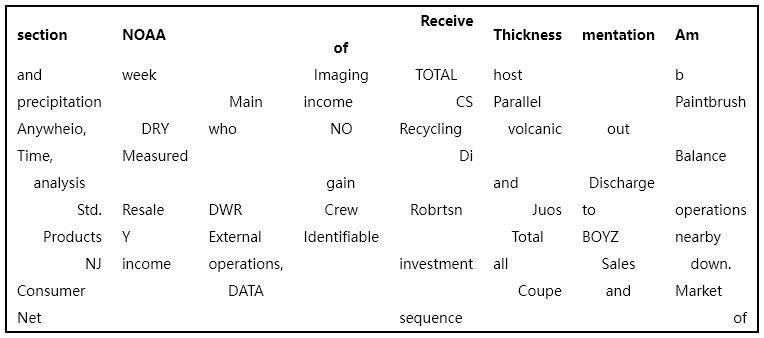 section NOAA of Receive Thickness mentation Am
and week Imaging TOTAL host b
precipitation Main income CS Parallel Paintbrush
Anywheio, DRY who NO Recycling volcanic out
Time, Measured Di Balance
analysis gain and Discharge
Std. Resale DWR Crew Robrtsn Juos to operations
Products Y External Identifiable Total BOYZ nearby
NJ income operations, investment all Sales down.
Consumer DATA Coupe and Market
Net sequence of